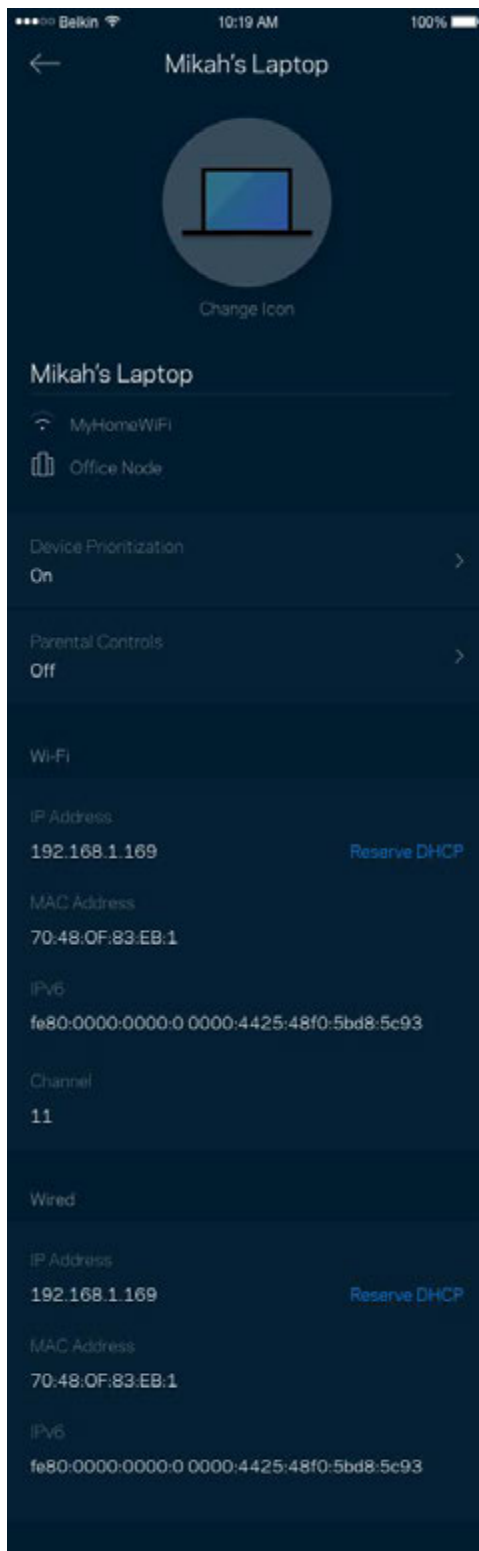 Belkin 10:19 AM 100%
Mikah's Laptop
Change Icon
Mikah's Laptop
MyHomeWiFi
Office Node
Device Prioritization
On
Parental Controls
Off
Wi-Fi
IP Address
192.168.1.169 Reserve DHCP
MAC Address
70:48:0F:83:EB:1
IPv6
fe80:0000:0000:0 0000:4425:48f0:5bd8:5c93
Channel
11
Wired
IP Address
192.168.1.169 Reserve DHCP
MAC Address
70:48:0F:83:EB:1
IPv6
fe80:0000:0000:0 0000:4425:48f0:5bd8:5c93